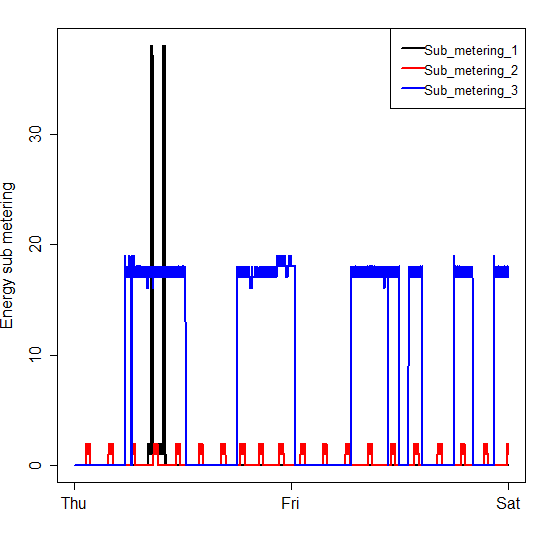 Sub_metering_1
Sub_metering_2
Sub_metering_3
Energy sub metering
30
20
10
0
Thu
Fri
Sat